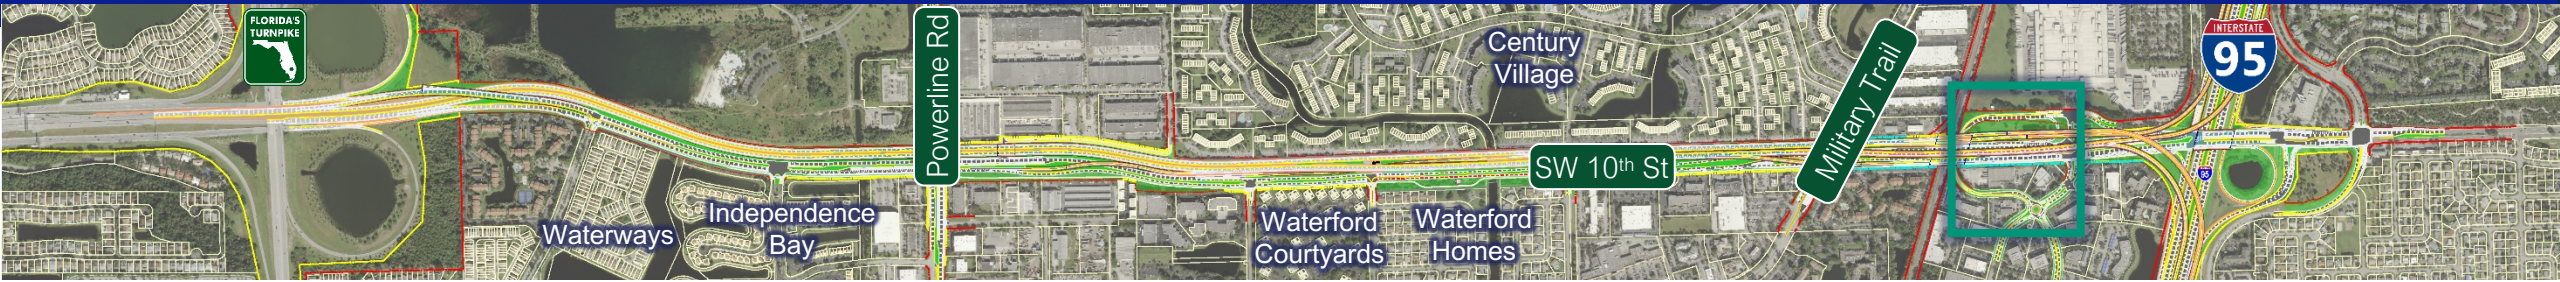 FLORIDA'S
TURNPIKE
Powerline Rd
Century
Village
Military Trail
INTERSTATE
95
SW 10th St
95
Independence
Bay
Waterways
Waterford
Courtyards
Waterford
Homes